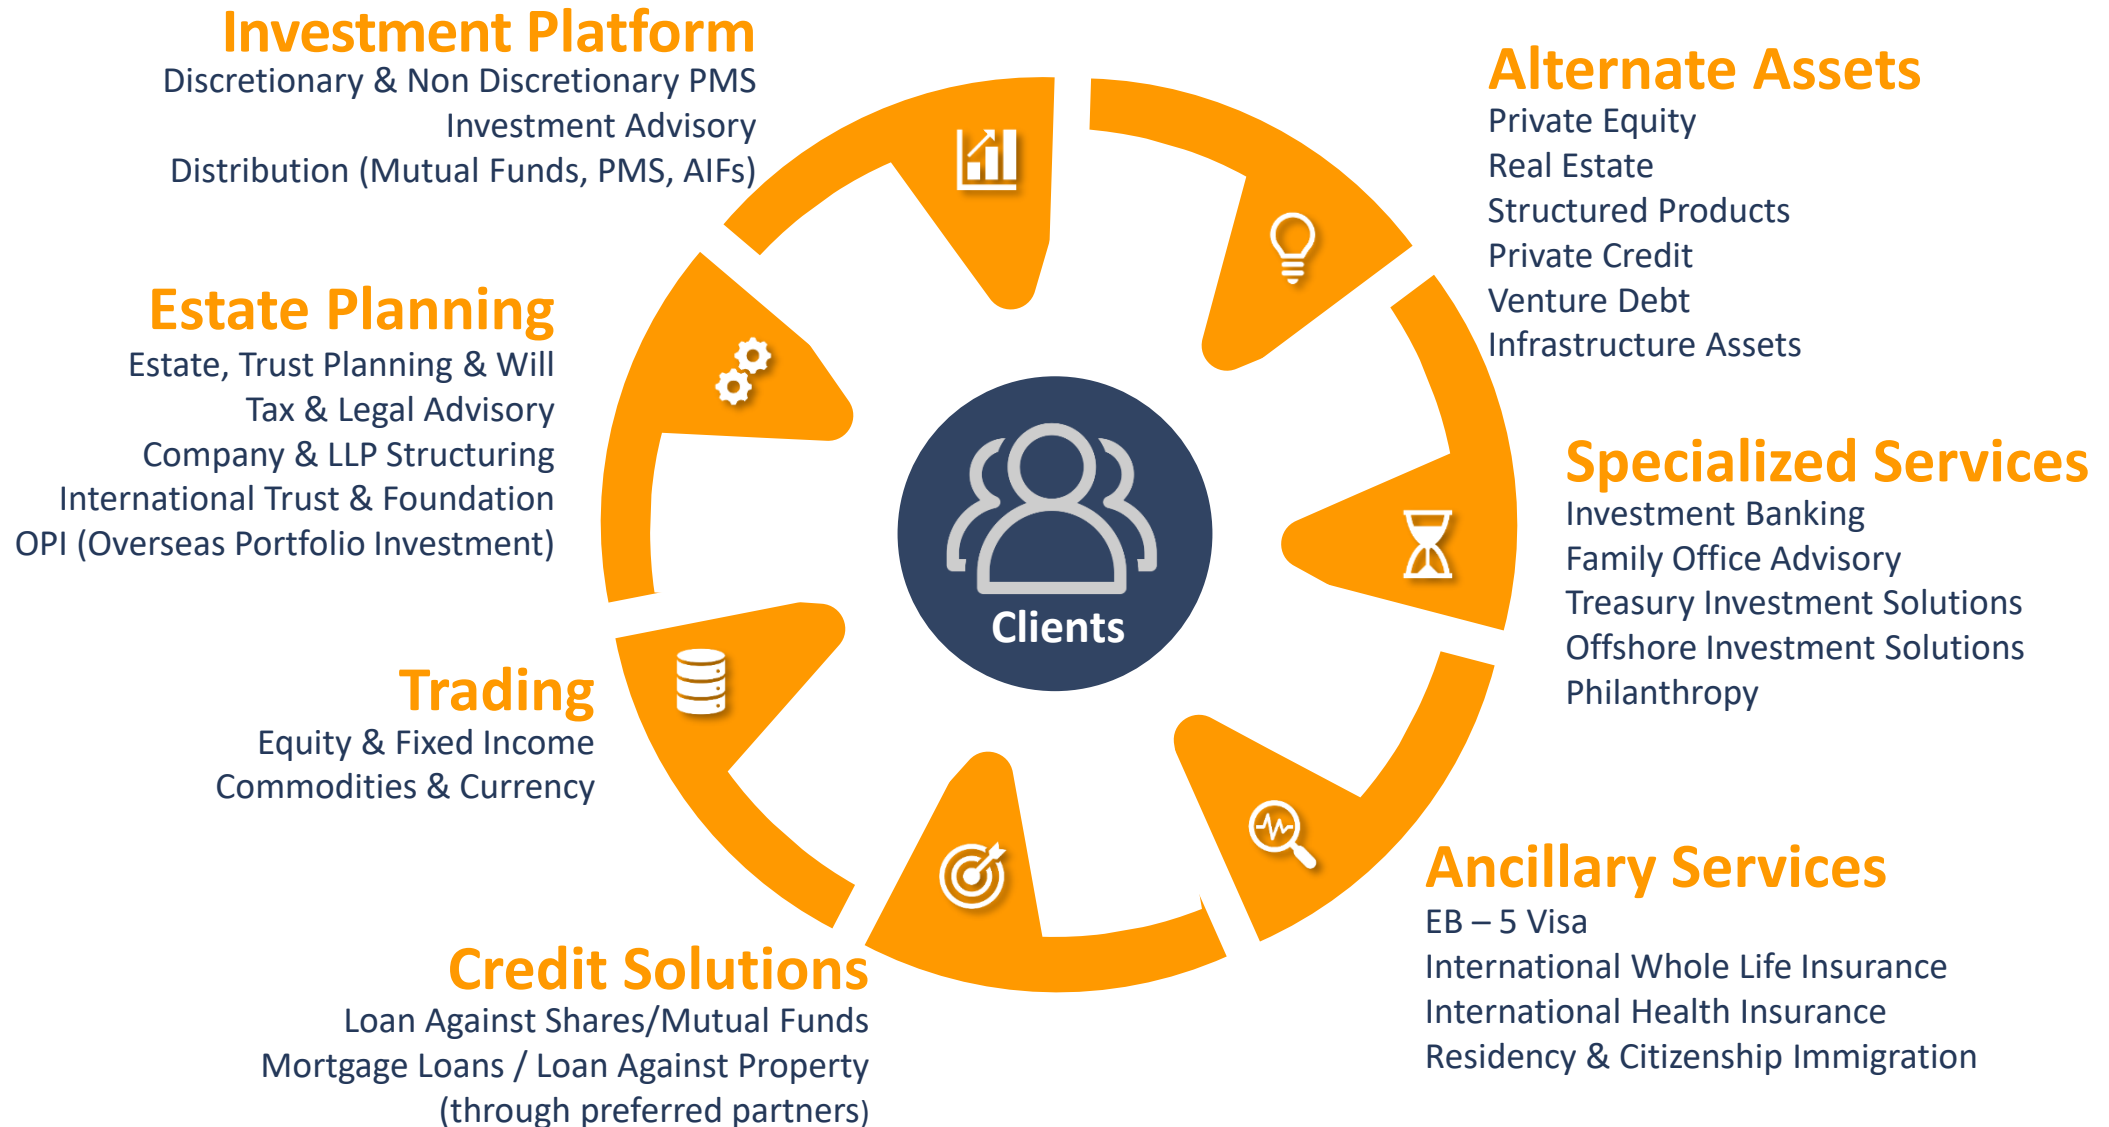 Investment Platform
Discretionary & Non Discretionary PMS
Investment Advisory
Distribution (Mutual Funds, PMS, AIFs)
Alternate Assets
Private Equity
Real Estate
Structured Products
Private Credit
Venture Debt
Infrastructure Assets
Estate Planning
Estate, Trust Planning & Will
Tax & Legal Advisory
Company & LLP Structuring
International Trust & Foundation
OPI (Overseas Portfolio Investment)
Clients
Specialized Services
Investment Banking
Family Office Advisory
Treasury Investment Solutions
Offshore Investment Solutions
Philanthropy
Trading
Equity & Fixed Income
Commodities & Currency
Ancillary Services
EB – 5 Visa
International Whole Life Insurance
International Health Insurance
Residency & Citizenship Immigration
Credit Solutions
Loan Against Shares/Mutual Funds
Mortgage Loans / Loan Against Property
(through preferred partners)